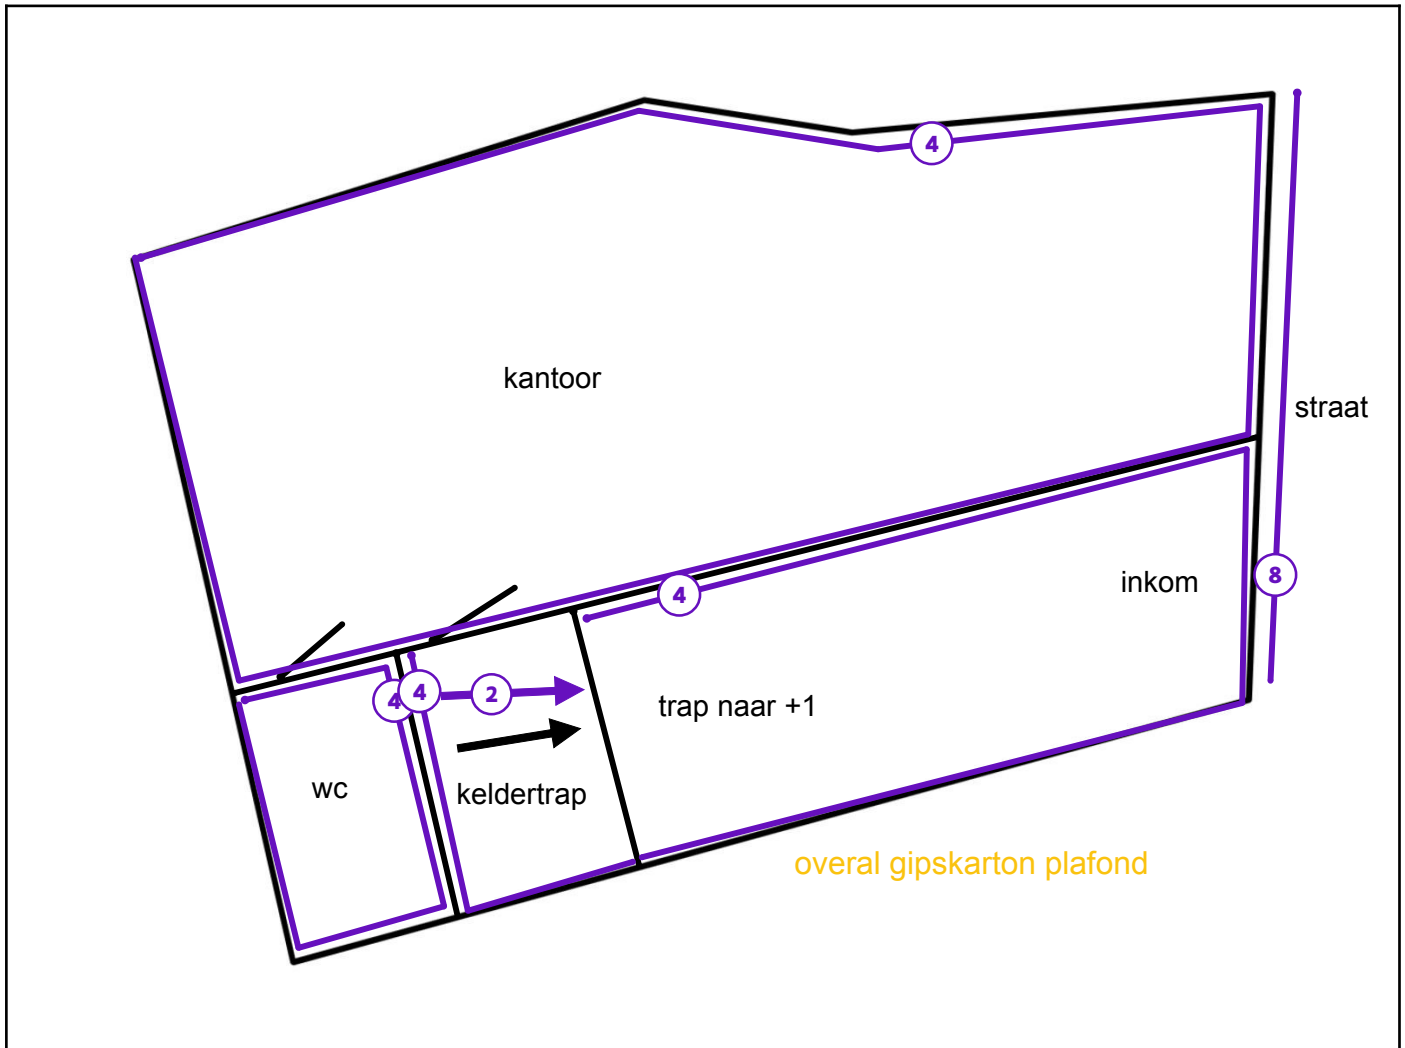 4
kantoor
straat
4
inkom
8
4
4
2
trap naar +1
wc
keldertrap
overal gipskarton plafond